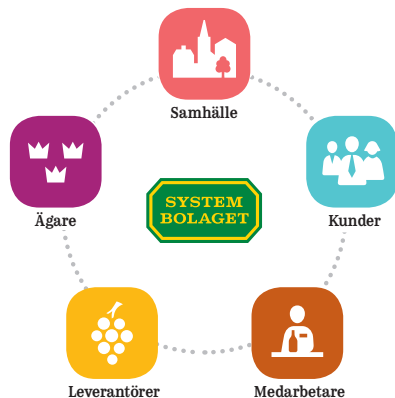 Samhälle
Ägare
Kunder
SYSTEM
BOLAGET
Leverantörer
Medarbetare